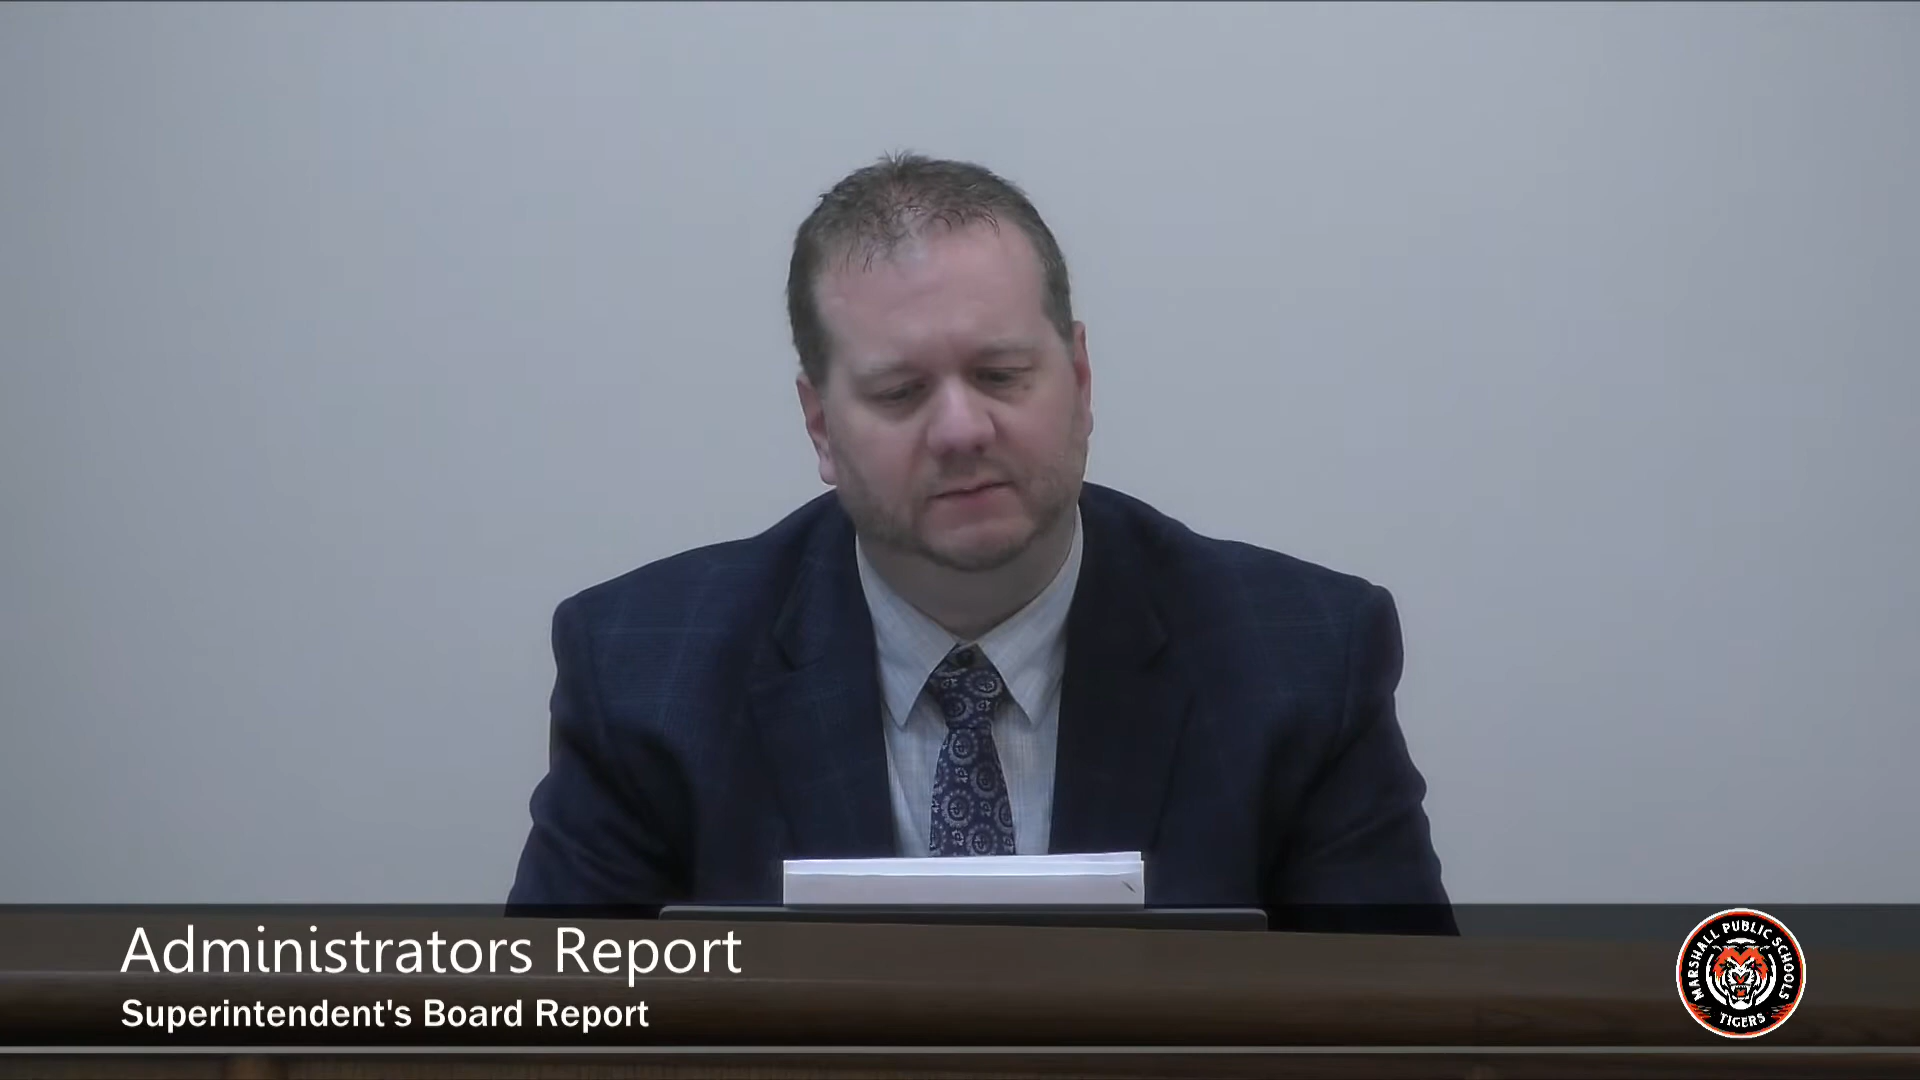 Administrators Report
Superintendent's Board Report
MARSHALL PUBLIC SCHOOLS
TIGERS